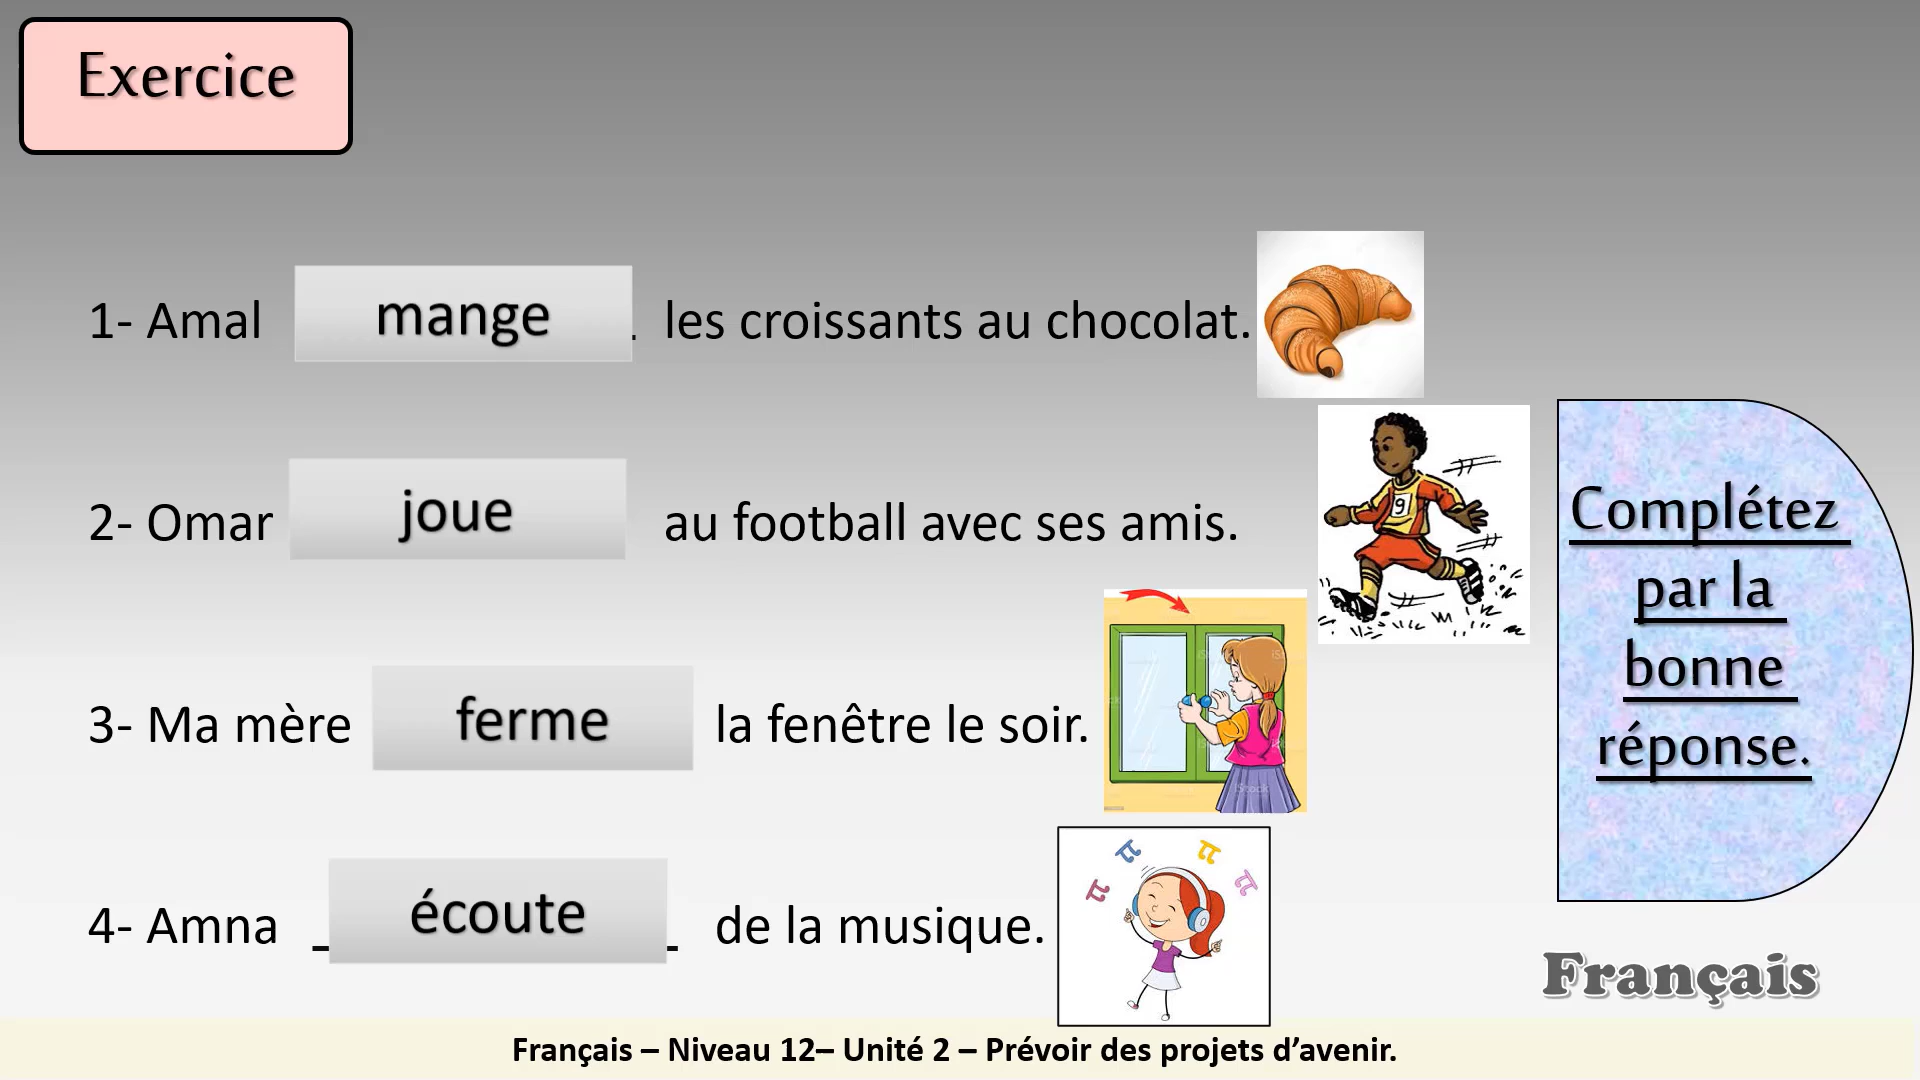 Exercice
1- Amal mange les croissants au chocolat.
2- Omar joue au football avec ses amis.
3- Ma mère ferme la fenêtre le soir.
4- Amna écoute de la musique.
9
iStock
Complétez
par la
bonne
réponse.
Français
Français – Niveau 12– Unité 2 – Prévoir des projets d’avenir.